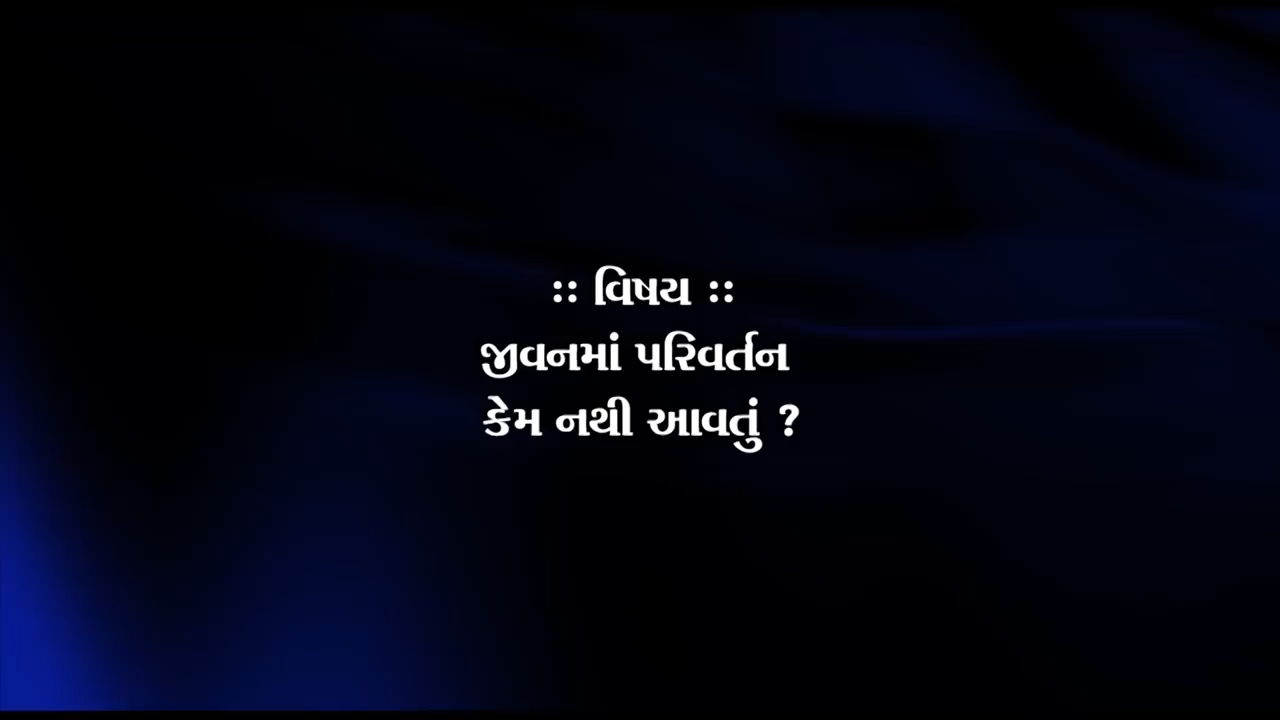 :: વિષય ::
જીવનમાં પરિવર્તન
કેમ નથી આવતું ?